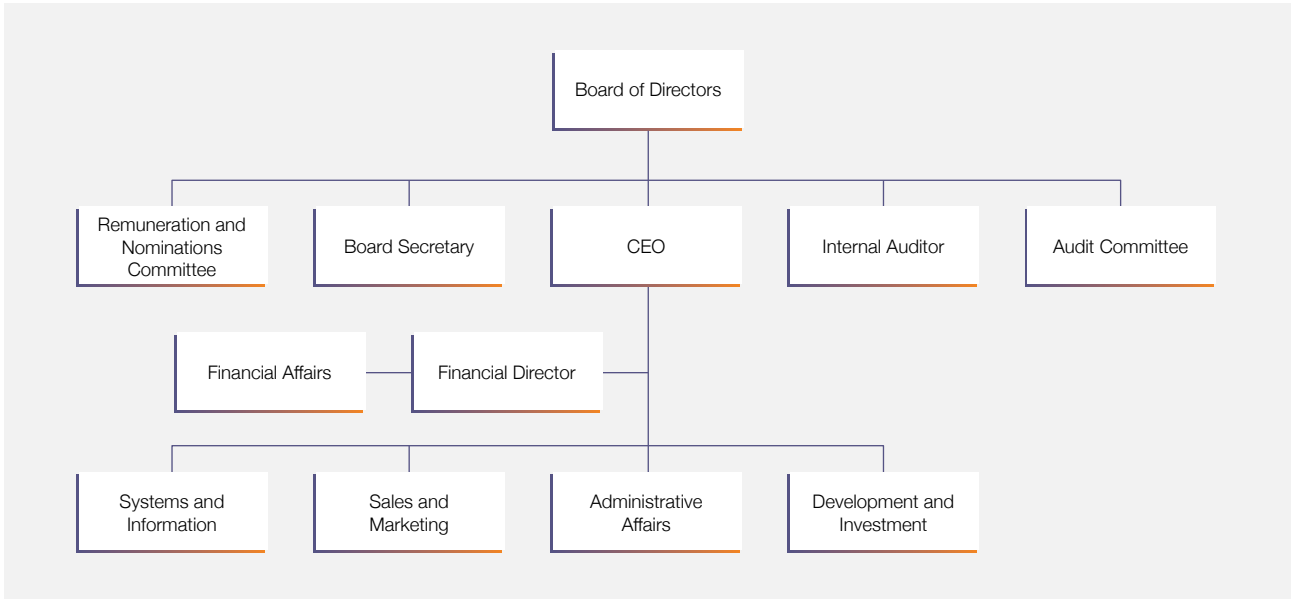 Board of Directors
Remuneration and
Nominations
Committee
Board Secretary
CEO
Internal Auditor
Audit Committee
Financial Affairs
Financial Director
Systems and
Information
Sales and
Marketing
Administrative
Affairs
Development and
Investment